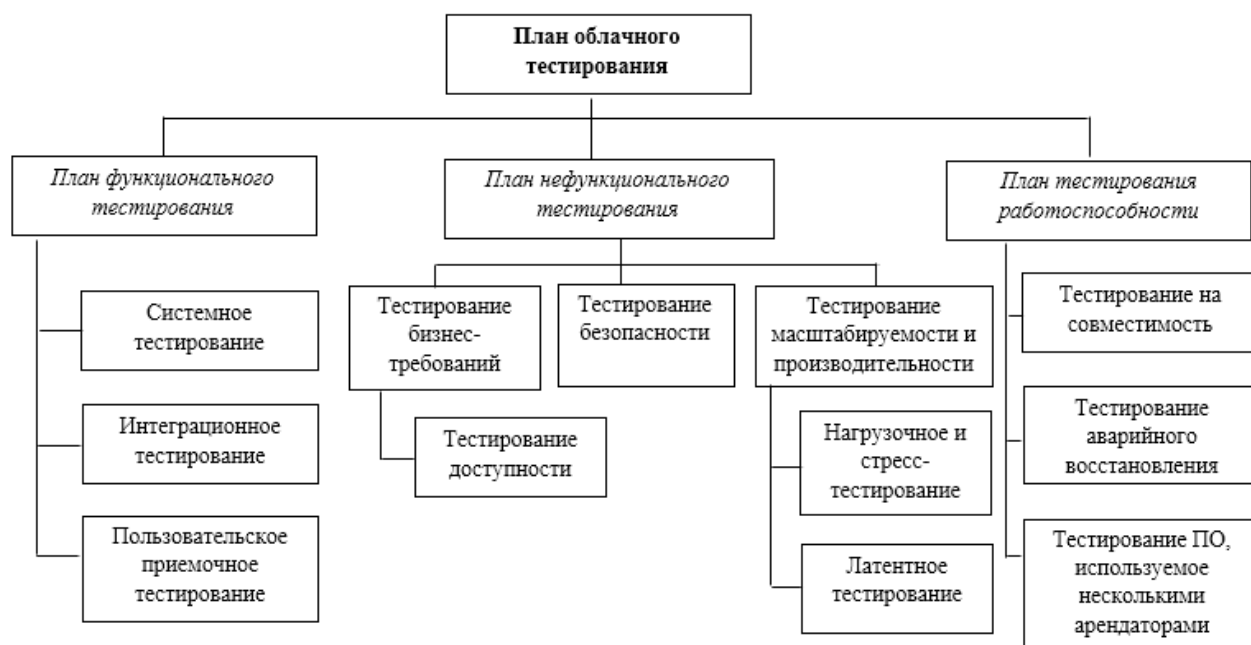 План облачного
тестирования
План функционального
тестирования
План нефункционального
тестирования
План тестирования
работоспособности
Системное
тестирование
Интеграционное
тестирование
Пользовательское
приемочное
тестирование
Тестирование
бизнес-
требований
Тестирование
доступности
Тестирование
безопасности
Тестирование
масштабируемости и
производительности
Нагрузочное и
стресс-
тестирование
Латентное
тестирование
Тестирование на
совместимость
Тестирование
аварийного
восстановления
Тестирование ПО,
используемое
несколькими
арендаторами